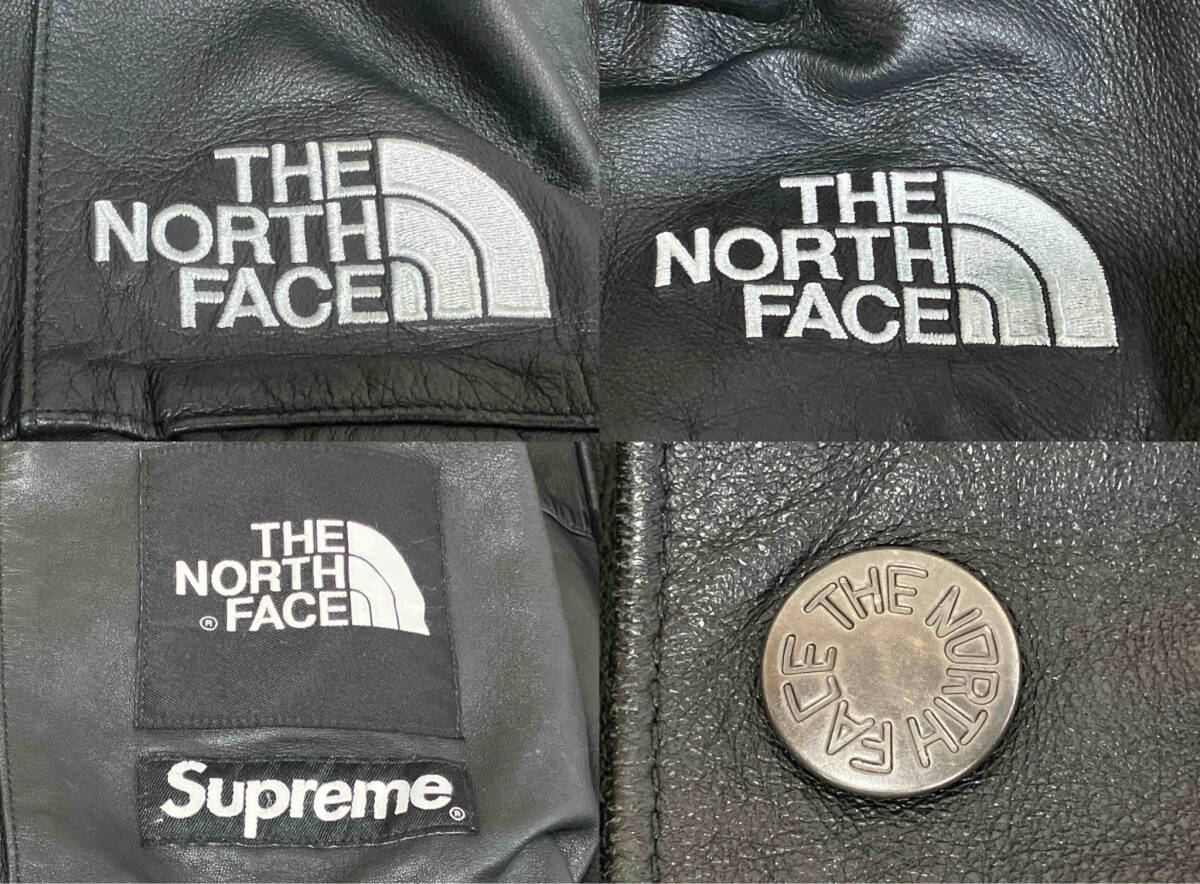 THE
NORTH
FACE
THE
NORTH
FACE
THE
NORTH
® FACE
Supreme®
THE NORTH FACE